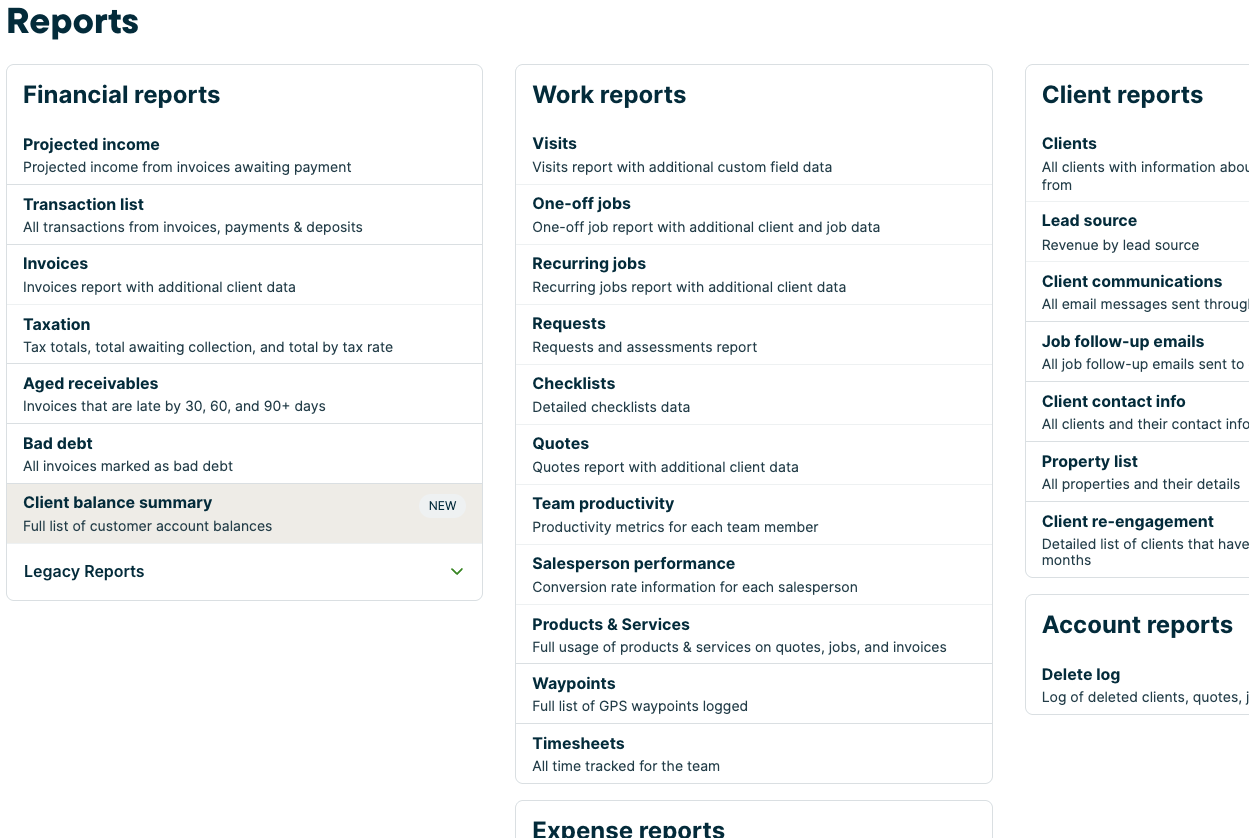 Reports
Financial reports
Projected income
Projected income from invoices awaiting payment
Transaction list
All transactions from invoices, payments & deposits
Invoices
Invoices report with additional client data
Taxation
Tax totals, total awaiting collection, and total by tax rate
Aged receivables
Invoices that are late by 30, 60, and 90+ days
Bad debt
All invoices marked as bad debt
Client balance summary
NEW
Full list of customer account balances
Legacy Reports
Work reports
Visits
Visits report with additional custom field data
One-off jobs
One-off job report with additional client and job data
Recurring jobs
Recurring jobs report with additional client data
Requests
Requests and assessments report
Checklists
Detailed checklists data
Quotes
Quotes report with additional client data
Team productivity
Productivity metrics for each team member
Salesperson performance
Conversion rate information for each salesperson
Products & Services
Full usage of products & services on quotes, jobs, and invoices
Waypoints
Full list of GPS waypoints logged
Timesheets
All time tracked for the team
Expense reports
Client reports
Clients
All clients with information
from
Lead source
Revenue by lead source
Client communications
All email messages sent
Job follow-up emails
All job follow-up emails sent to
Client contact info
All clients and their contact info
Property list
All properties and their details
Client re-engagement
Detailed list of clients that have
months
Account reports
Delete log
Log of deleted clients, quotes,